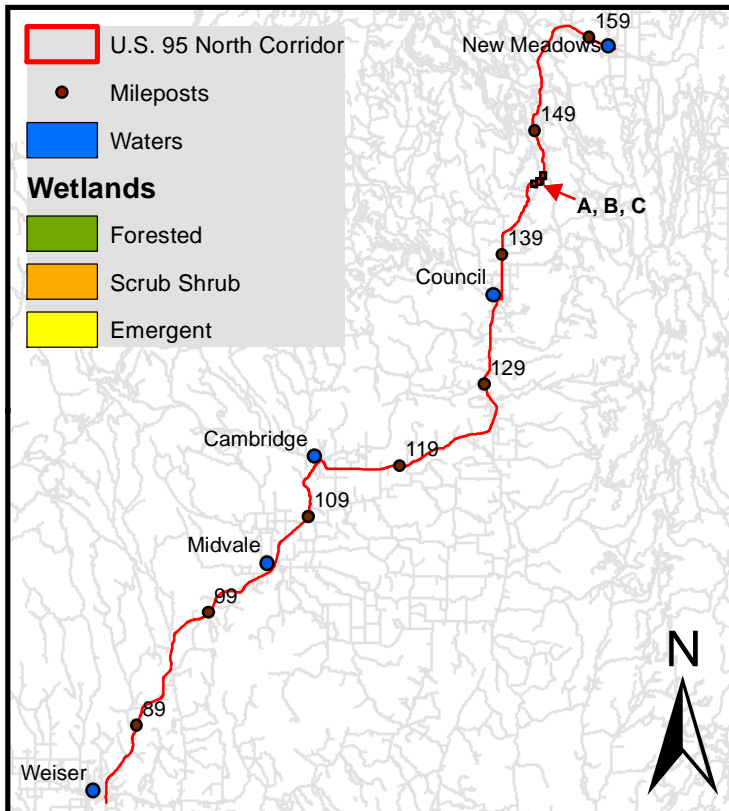 U.S. 95 North Corridor
Mileposts
Waters
Wetlands
Forested
Scrub Shrub
Emergent
159
New Meadows
149
A, B, C
139
Council
129
Cambridge
119
109
Midvale
99
89
Weiser
N